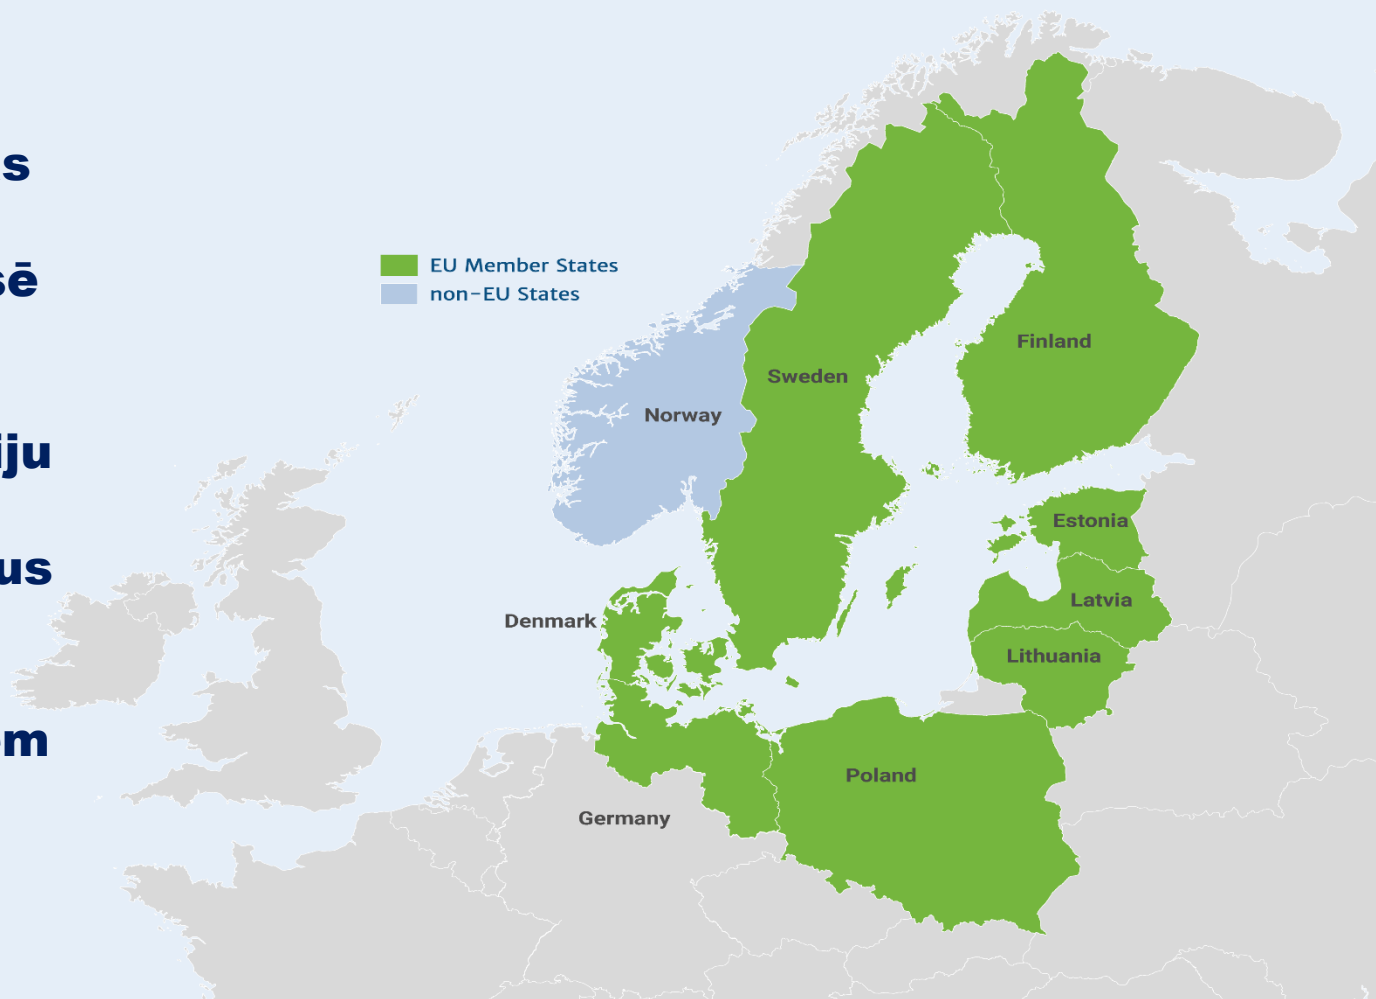 s
sē
iju
us
m
EU Member States
non-EU States
Finland
Sweden
Norway
Estonia
Denmark
Latvia
Lithuania
Poland
Germany